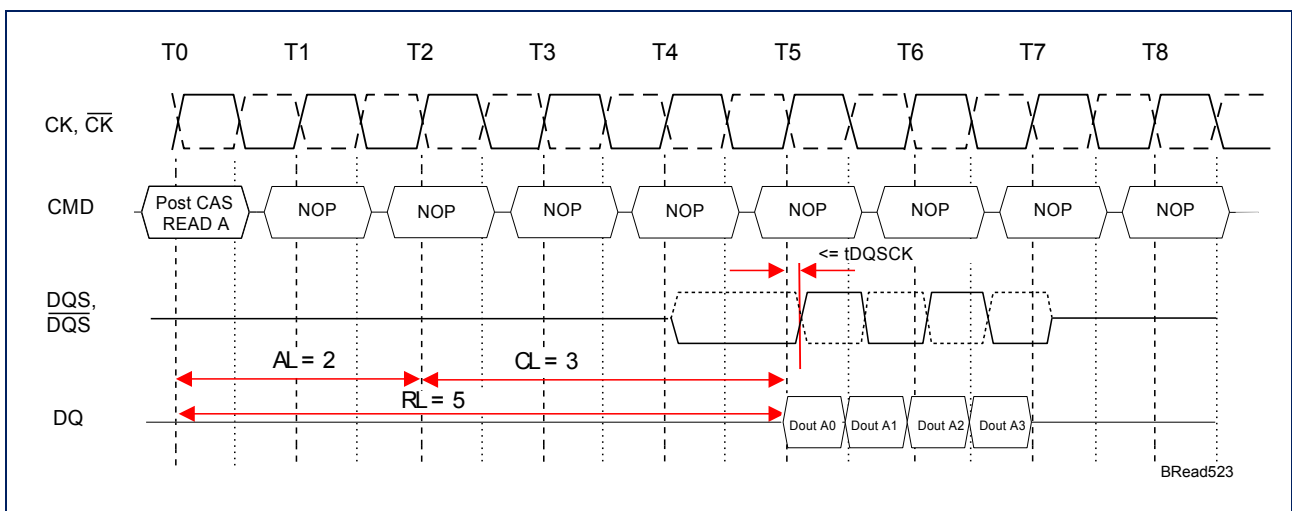 T0 T1 T2 T3 T4 T5 T6 T7 T8
CK, C̅K̅
CMD
Post CAS
READ A
NOP NOP NOP NOP NOP NOP NOP NOP
<= tDQSCK
DQS,
D̅Q̅S̅
AL = 2
CL = 3
RL = 5
DQ
Dout A0 Dout A1 Dout A2 Dout A3
BRead523